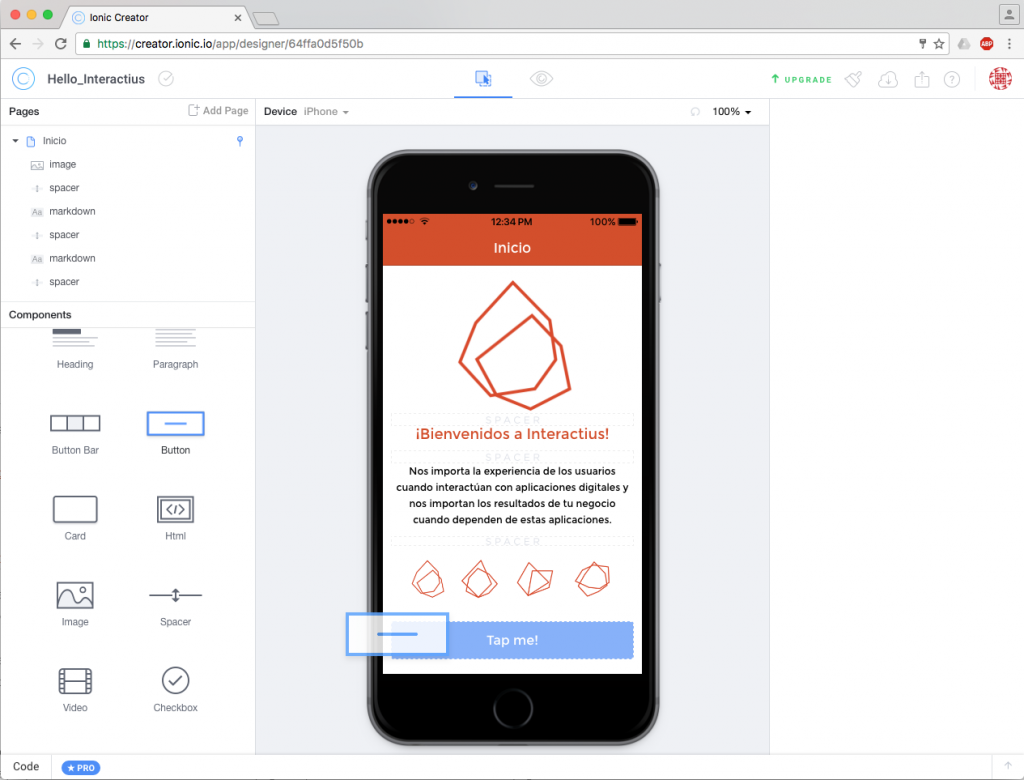 Ionic Creator
https://creator.ionic.io/app/designer/64ffa0d5f50b
ABP
Hello_Interactius
UPGRADE
Pages
Add Page
Device
iPhone
100%
Inicio
image
spacer
Aa markdown
spacer
Aa markdown
spacer
Components
Heading
Paragraph
Button Bar
Button
Card
Html
Image
Spacer
Video
Checkbox
12:34 PM
100%
Inicio
SPACER
¡Bienvenidos a Interactius!
SPACER
Nos importa la experiencia de los usuarios
cuando interactúan con aplicaciones digitales y
nos importan los resultados de tu negocio
cuando dependen de estas aplicaciones.
SPACER
Tap me!
Code
PRO